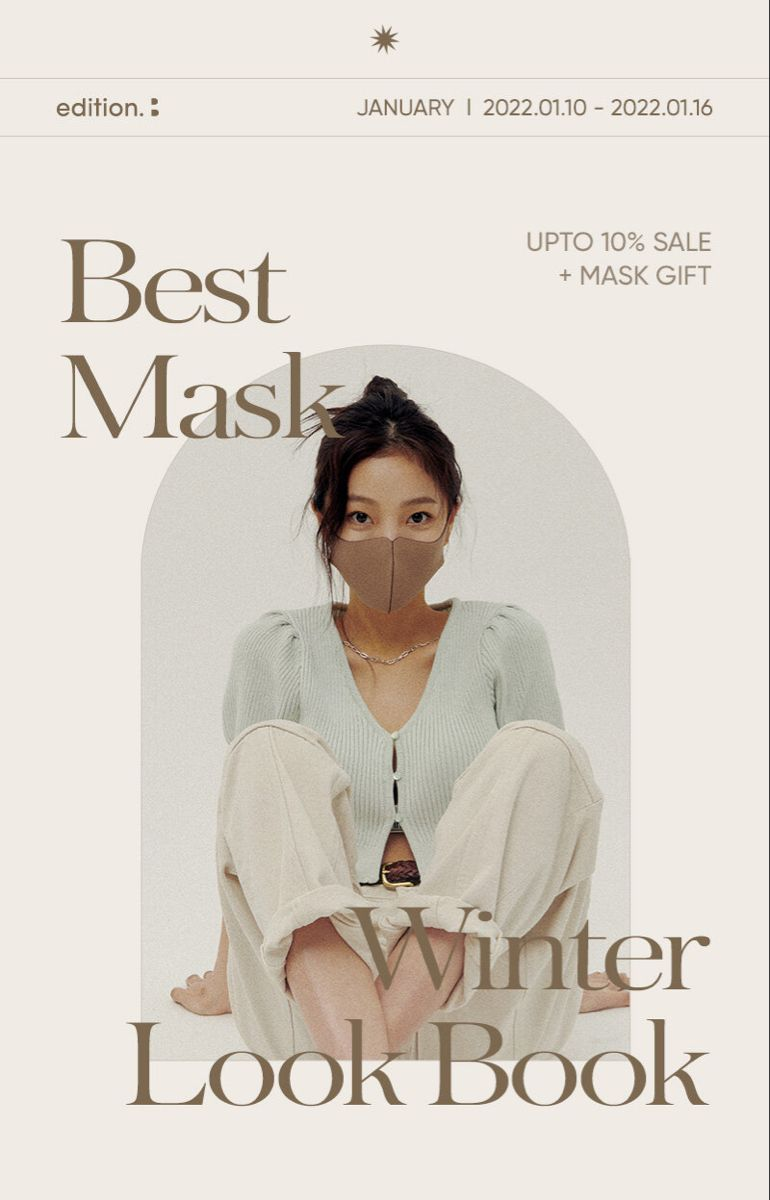 edition. B
JANUARY | 2022.01.10 - 2022.01.16
UPTO 10% SALE
+ MASK GIFT
Best
Mask
Winter
Look Book